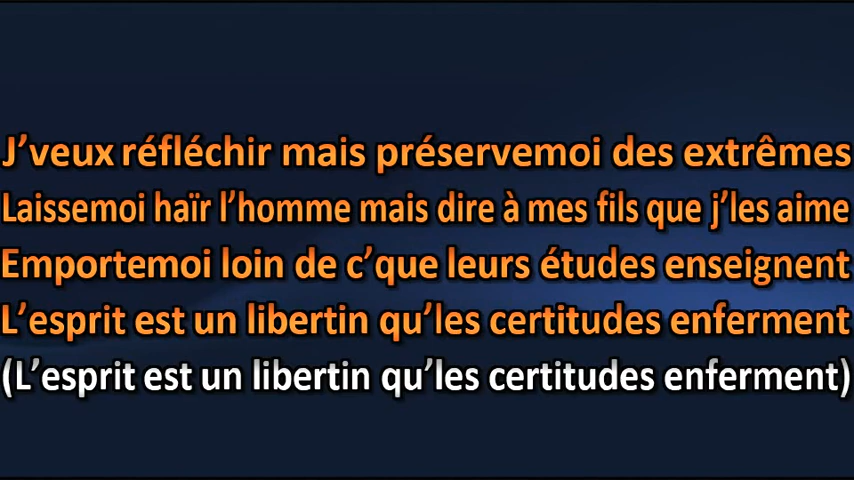 J’veux réfléchir mais préservemoi des extrêmes
Laissemoi haïr l’homme mais dire à mes fils que j’les aime
Emportemoi loin de c’que leurs études enseignent
L’esprit est un libertin qu’les certitudes enferment
(L’esprit est un libertin qu’les certitudes enferment)